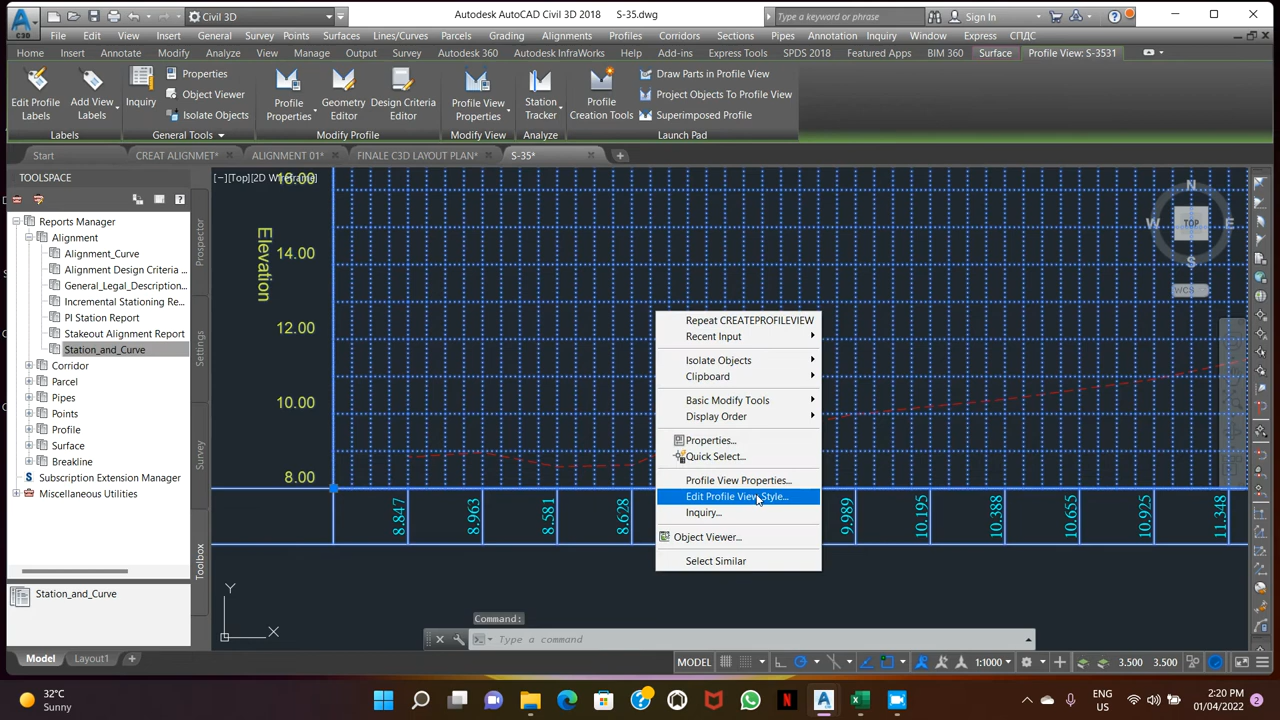 Civil 3D
Autodesk AutoCAD Civil 3D 2018 S-35.dwg
Type a keyword or phrase
Sign In
C3D
File Edit View Insert General Survey Points Surfaces Lines/Curves Parcels Grading Alignments Profiles Corridors Sections Pipes Annotation Inquiry Window Express СПДС
Home Insert Annotate Modify Analyze View Manage Output Survey Autodesk 360 Autodesk InfraWorks Help Add-ins Express Tools SPDS 2018 Featured Apps BIM 360 Surface Profile View: S-3531
Edit Profile Labels
Add View Labels
Inquiry
Properties
Object Viewer
Isolate Objects
Profile Properties
Geometry Editor
Design Criteria Editor
Profile View Properties
Station Tracker
Profile Creation Tools
Draw Parts in Profile View
Project Objects To Profile View
Superimposed Profile
Labels General Tools Modify Profile Modify View Analyze Launch Pad
Start CREAT ALIGNMET* ALIGNMENT 01* FINALE C3D LAYOUT PLAN* S-35*
TOOLSPACE
Reports Manager
Alignment
Alignment_Curve
Alignment Design Criteria ...
General_Legal_Description...
Incremental Stationing Re...
PI Station Report
Stakeout Alignment Report
Station_and_Curve
Corridor
Parcel
Pipes
Points
Profile
Surface
Breakline
Subscription Extension Manager
Miscellaneous Utilities
Station_and_Curve
Prospector
Settings
Survey
Toolbox
[−][Top][2D Wireframe]
16.00
14.00
12.00
10.00
8.00
Elevation
8.847 8.963 8.581 8.628 9.989 10.195 10.388 10.655 10.925 11.348
N
W TOP E
S
WCS
Repeat CREATEPROFILEVIEW
Recent Input
Isolate Objects
Clipboard
Basic Modify Tools
Display Order
Properties...
Quick Select...
Profile View Properties...
Edit Profile View Style...
Inquiry...
Object Viewer...
Select Similar
Y
X
Command:
Type a command
Model Layout1
MODEL 1:1000 3.500 3.500
32°C
Sunny
ENG
US
2:20 PM
01/04/2022